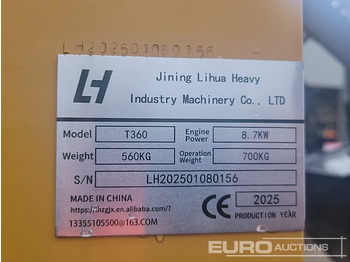 LH202501080156
LH Jining Lihua Heavy Industry Machinery Co., LTD
Model T360 Engine Power 8.7KW
Weight 560KG Operation Weight 700KG
S/N LH202501080156
MADE IN CHINA
https://lhzgjx.en.alibaba.com/?
13355105500@163.COM
CE 2025
PRODUCTION YEAR
EURO AUCTIONS